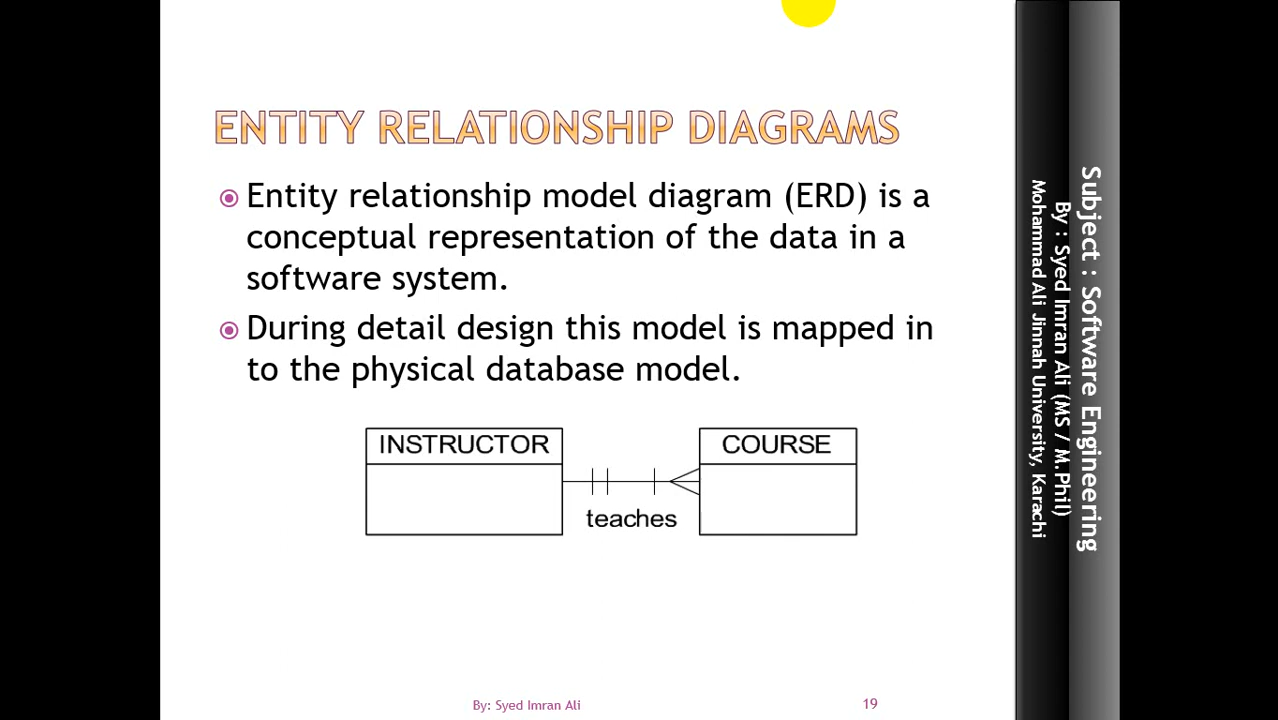 ENTITY RELATIONSHIP DIAGRAMS
Entity relationship model diagram (ERD) is a
conceptual representation of the data in a
software system.
During detail design this model is mapped in
to the physical database model.
INSTRUCTOR
COURSE
teaches
By: Syed Imran Ali
19
Subject : Software Engineering
By : Syed Imran Ali (MS / M.Phil)
Mohammad Ali Jinnah University, Karachi